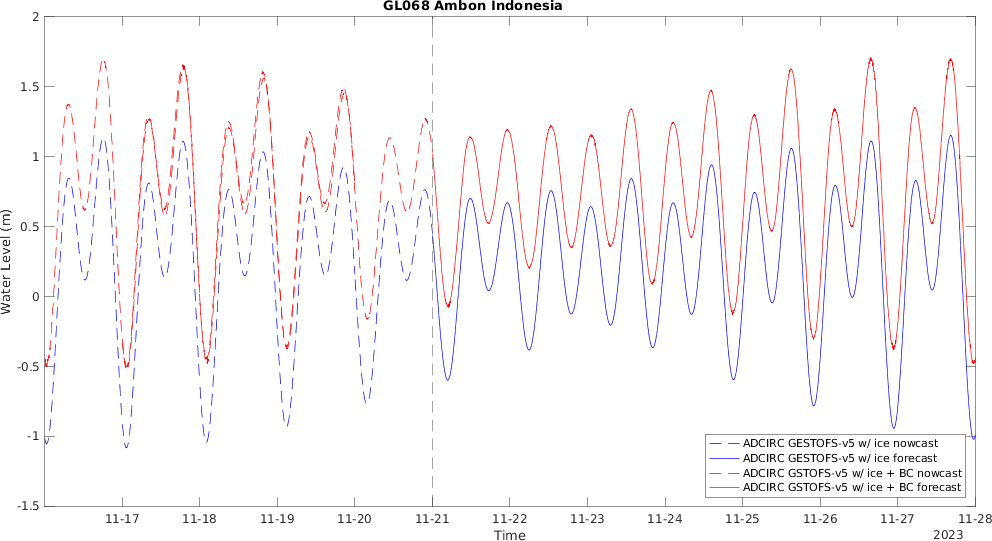 GL068 Ambon Indonesia
2
1.5
1
0.5
0
-0.5
-1
-1.5
Water Level (m)
ADCIRC GESTOFS-v5 w/ ice nowcast
ADCIRC GESTOFS-v5 w/ ice forecast
ADCIRC GSTOFS-v5 w/ ice + BC nowcast
ADCIRC GSTOFS-v5 w/ ice + BC forecast
11-17 11-18 11-19 11-20 11-21 11-22 11-23 11-24 11-25 11-26 11-27 11-28
Time
2023